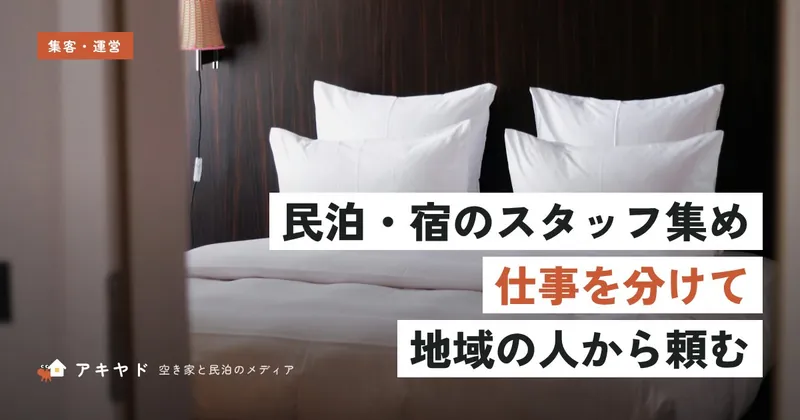 集客・運営
民泊・宿のスタッフ集め
仕事を分けて
地域の人から頼む
アキヤド 空き家と民泊のメディア